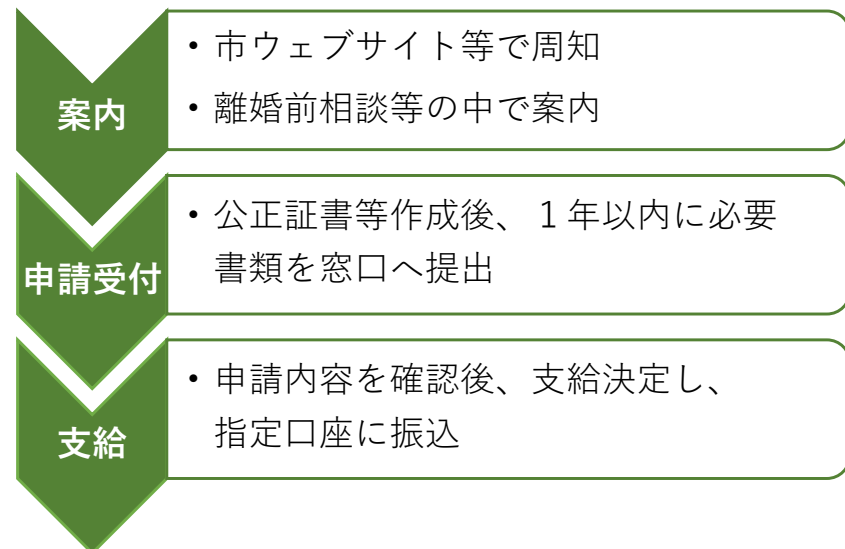 案内
• 市ウェブサイト等で周知
• 離婚前相談等の中で案内
申請受付
• 公正証書等作成後、１年以内に必要
書類を窓口へ提出
支給
• 申請内容を確認後、支給決定し、
指定口座に振込